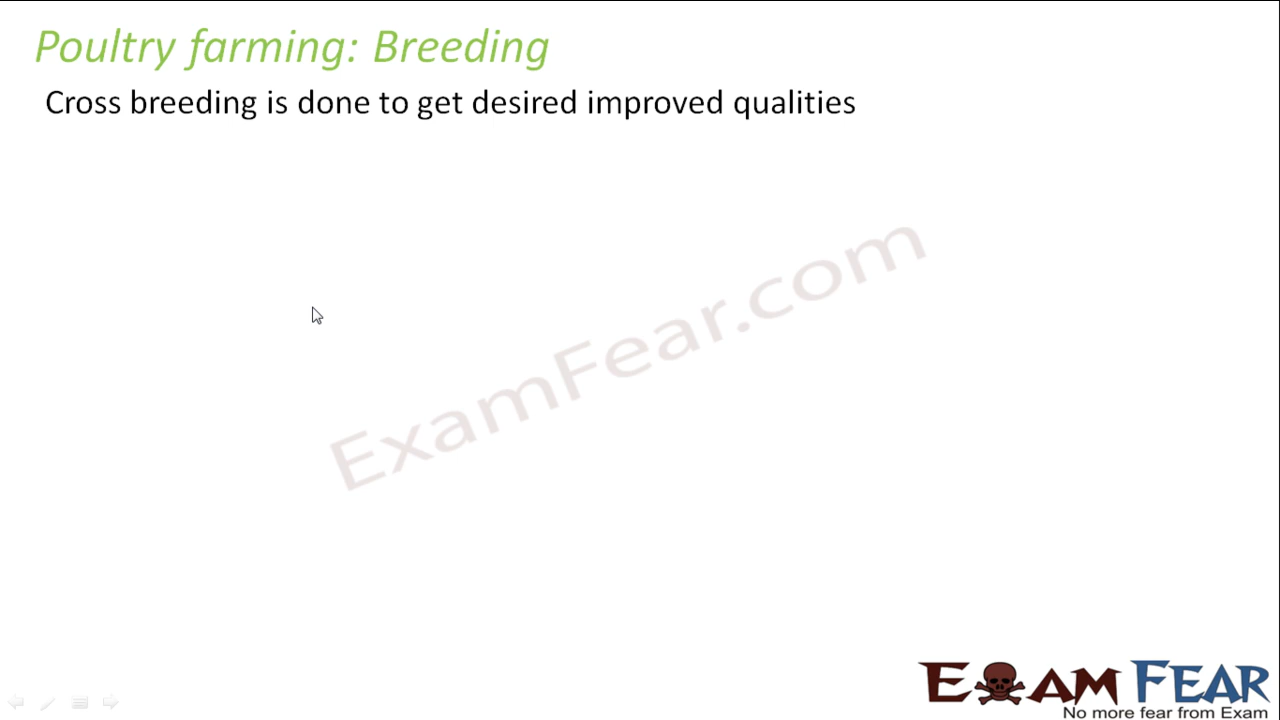 Poultry farming: Breeding
Cross breeding is done to get desired improved qualities
ExamFear.com
EXAM FEAR
No more fear from Exam